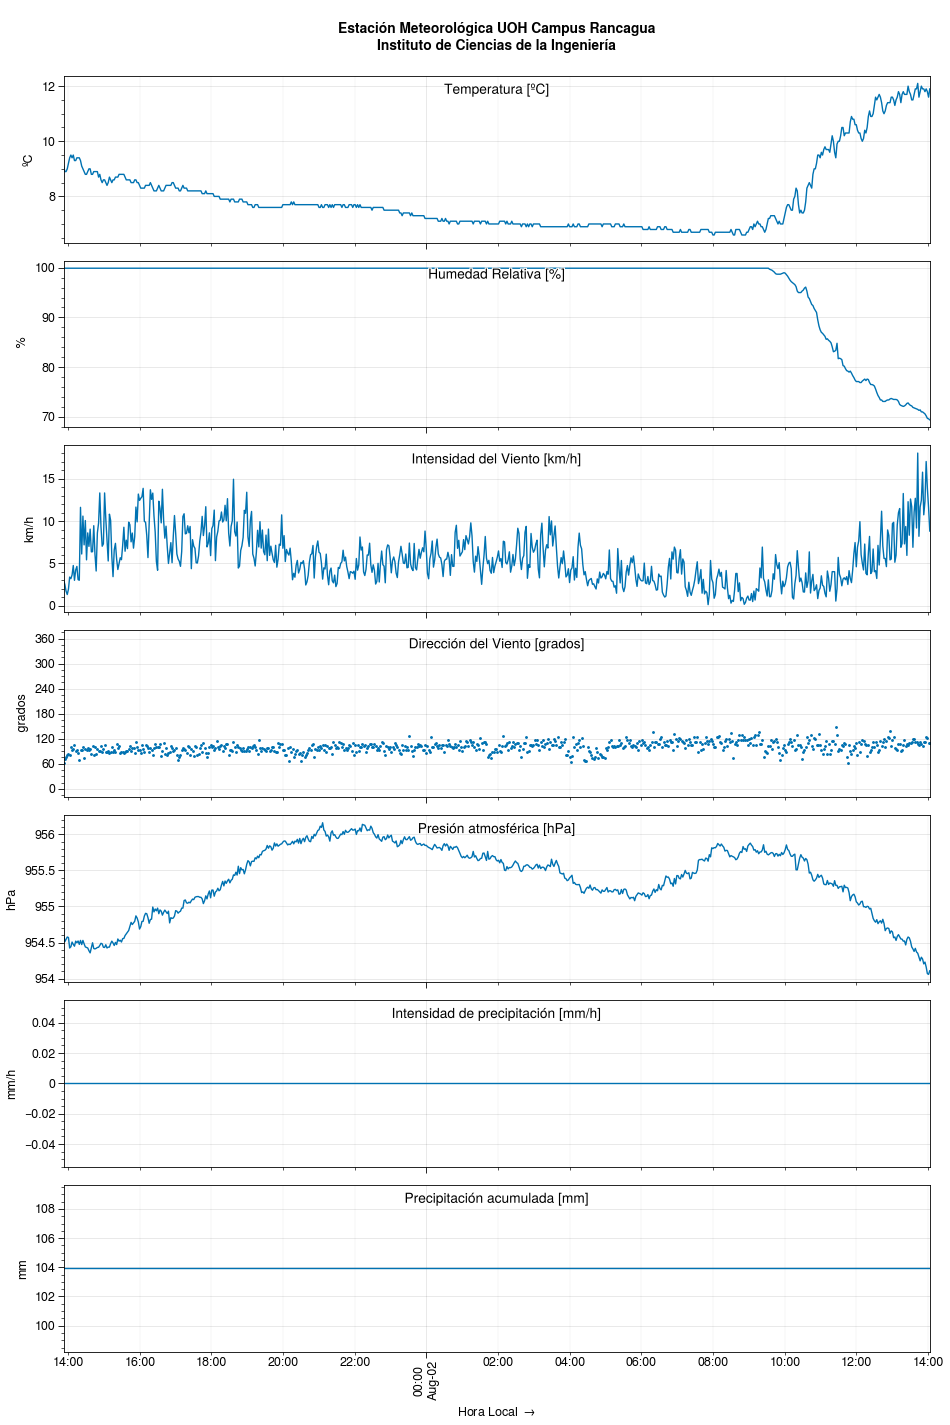 Estación Meteorológica UOH Campus Rancagua
Instituto de Ciencias de la Ingeniería
Temperatura [ºC]
12
10
8
ºC
Humedad Relativa [%]
100
90
80
70
%
Intensidad del Viento [km/h]
15
10
5
0
km/h
Dirección del Viento [grados]
360
300
240
180
120
60
0
grados
Presión atmosférica [hPa]
956
955.5
955
954.5
954
hPa
Intensidad de precipitación [mm/h]
0.04
0.02
0
−0.02
−0.04
mm/h
Precipitación acumulada [mm]
108
106
104
102
100
mm
14:00 16:00 18:00 20:00 22:00 00:00 02:00 04:00 06:00 08:00 10:00 12:00 14:00
Aug-02
Hora Local →